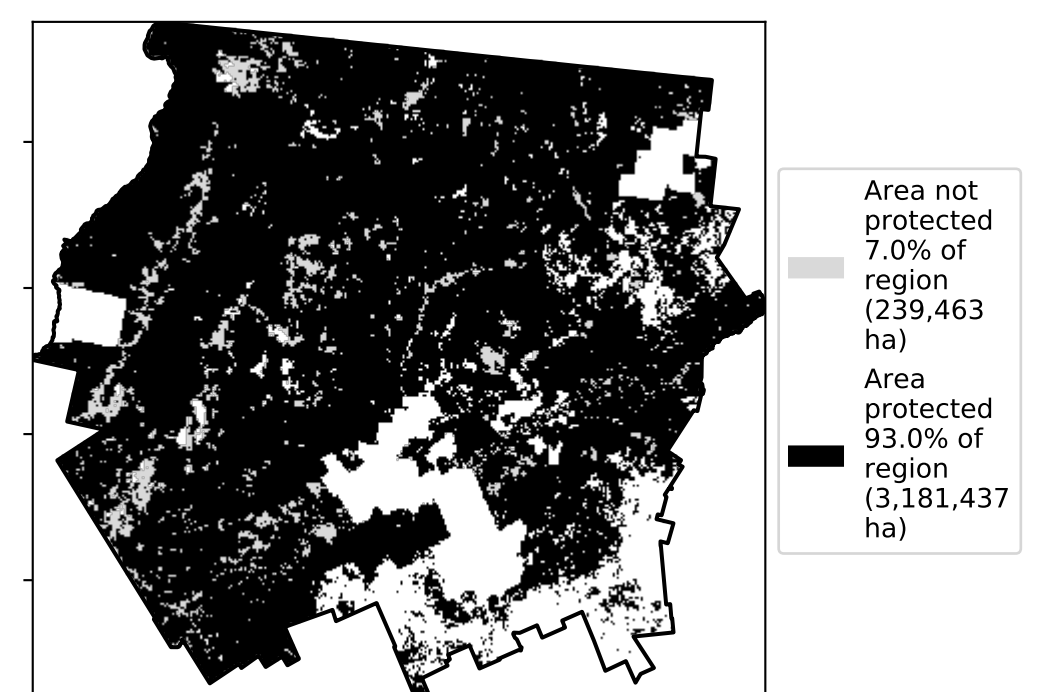 Area not
protected
7.0% of
region
(239,463
ha)
Area
protected
93.0% of
region
(3,181,437
ha)